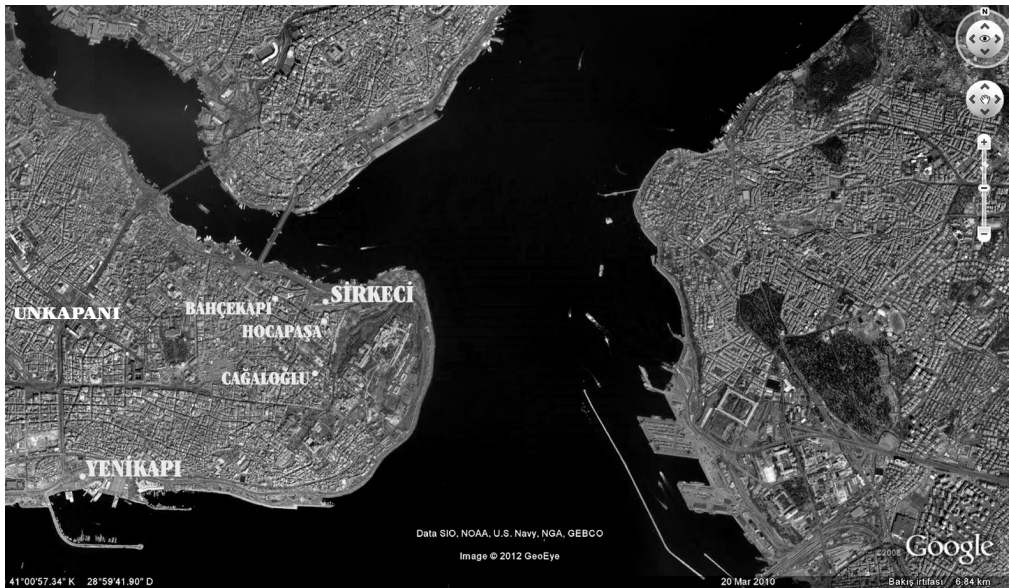 N
SİRKECİ
BAHÇEKAPI
UNKAPANI
HOCAPAŞA
CAĞALOĞLU
YENİKAPI
Data SIO, NOAA, U.S. Navy, NGA, GEBCO
Image © 2012 GeoEye
©2008 Google
41°00'57.34" K 28°59'41.90" D
20 Mar 2010
Bakış irtifası 6.84 km